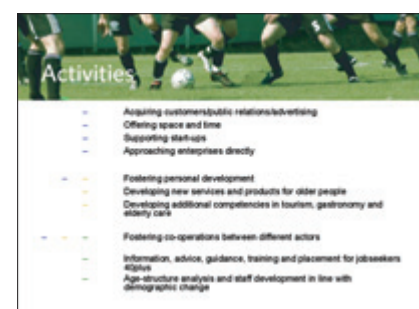 Activities
Acquiring customers/public relations/advertising
Offering space and time
Supporting start-ups
Approaching enterprises directly
Fostering personal development
Developing new services and products for older people
Developing additional competencies in tourism, gastronomy and
elderly care
Fostering co-operations between different actors
Information, advice, guidance, training and placement for jobseekers
40plus
Age-structure analysis and staff development in line with
demographic change